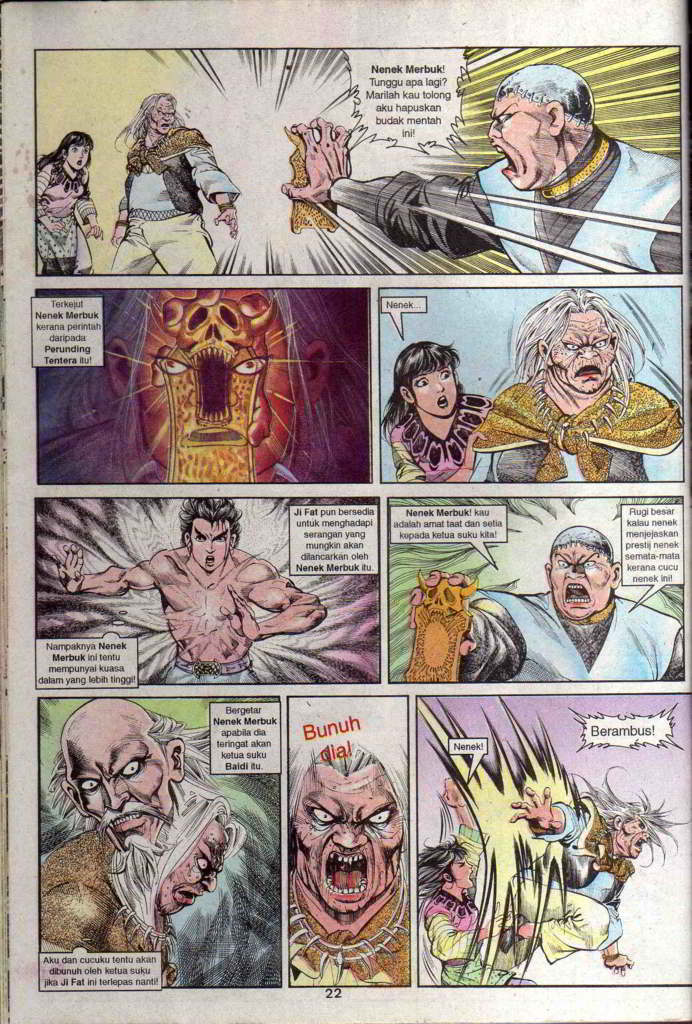 Nenek Merbuk!
Tunggu apa lagi?
Marilah kau tolong
aku hapuskan
budak mentah
ini!
Terkejut
Nenek Merbuk
kerana perintah
daripada
Perunding
Tentera itu!
Nenek...
Ji Fat pun bersedia
untuk menghadapi
serangan yang
mungkin akan
dilancarkan oleh
Nenek Merbuk itu.
Nampaknya Nenek
Merbuk ini tentu
mempunyai kuasa
dalam yang lebih tinggi!
Nenek Merbuk! kau
adalah amat taat dan setia
kepada ketua suku kita!
Rugi besar
kalau nenek
menjejaskan
prestij nenek
semata-mata
kerana cucu
nenek ini!
Bergetar
Nenek Merbuk
apabila dia
teringat akan
ketua suku
Baidi itu.
Aku dan cucuku tentu akan
dibunuh oleh ketua suku
jika Ji Fat ini terlepas nanti!
Bunuh
dia!
Nenek!
Berambus!
22